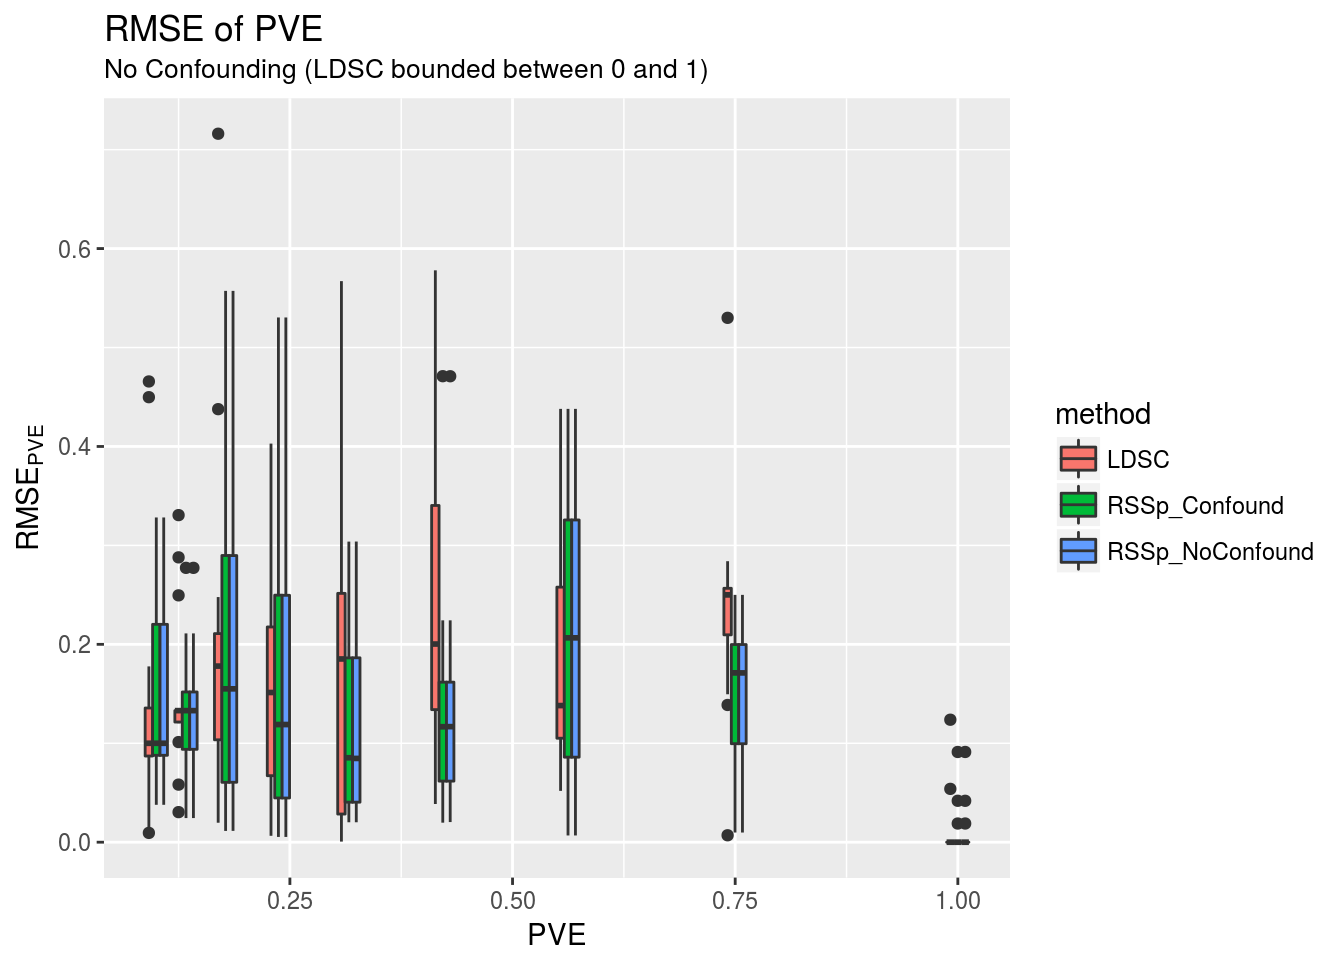 RMSE of PVE
No Confounding (LDSC bounded between 0 and 1)
RMSE_PVE
0.6
0.4
0.2
0.0
0.25 0.50 0.75 1.00
PVE
method
LDSC
RSSp_Confound
RSSp_NoConfound